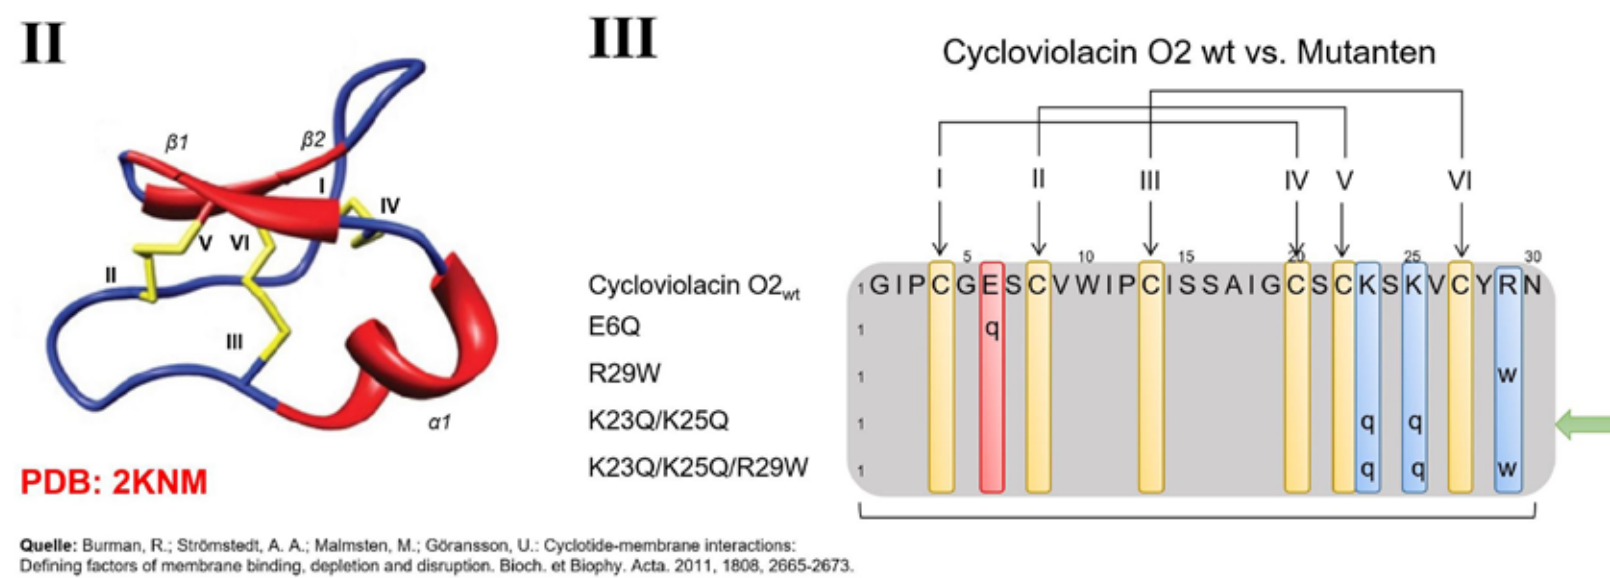 II
β1
β2
I
IV
V
VI
II
III
α1
PDB: 2KNM
III
Cycloviolacin O2 wt vs. Mutanten
I II III IV V VI
5 10 15 20 25 30
Cycloviolacin O2wt 1 GIPCGESCVWIPCISSAIGCSCKSKVCYRN
E6Q 1 q
R29W 1 w
K23Q/K25Q 1 q q
K23Q/K25Q/R29W 1 q q w
Quelle: Burman, R.; Strömstedt, A. A.; Malmsten, M.; Göransson, U.: Cyclotide-membrane interactions:
Defining factors of membrane binding, depletion and disruption. Bioch. et Biophy. Acta. 2011, 1808, 2665-2673.